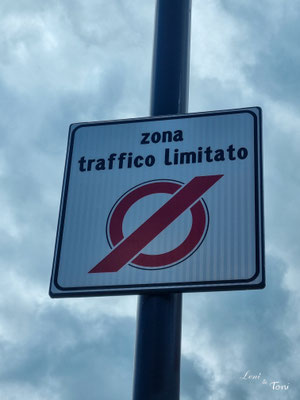 zona
traffico limitato
Leni
& Toni